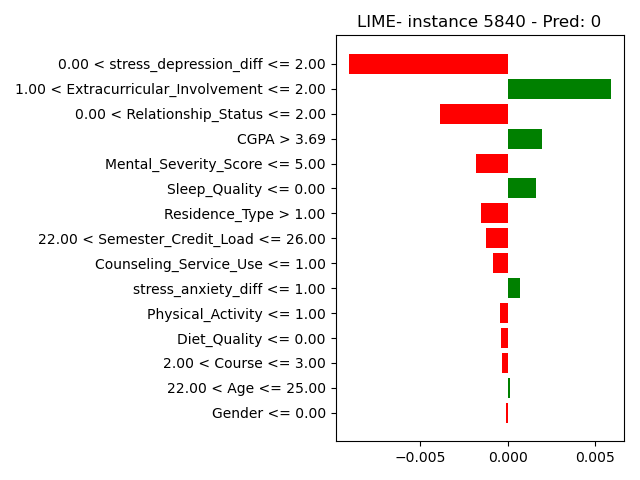 LIME- instance 5840 - Pred: 0
0.00 < stress_depression_diff <= 2.00
1.00 < Extracurricular_Involvement <= 2.00
0.00 < Relationship_Status <= 2.00
CGPA > 3.69
Mental_Severity_Score <= 5.00
Sleep_Quality <= 0.00
Residence_Type > 1.00
22.00 < Semester_Credit_Load <= 26.00
Counseling_Service_Use <= 1.00
stress_anxiety_diff <= 1.00
Physical_Activity <= 1.00
Diet_Quality <= 0.00
2.00 < Course <= 3.00
22.00 < Age <= 25.00
Gender <= 0.00
−0.005 0.000 0.005